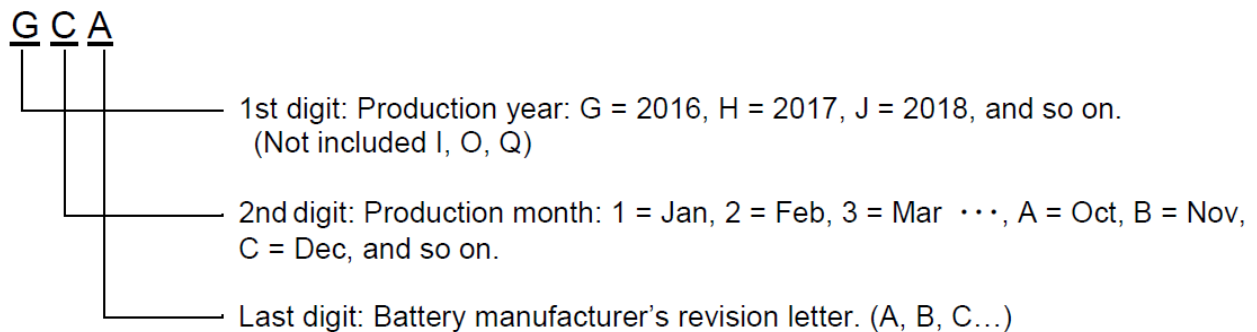 G C A
1st digit: Production year: G = 2016, H = 2017, J = 2018, and so on.
(Not included I, O, Q)
2nd digit: Production month: 1 = Jan, 2 = Feb, 3 = Mar ･･･, A = Oct, B = Nov,
C = Dec, and so on.
Last digit: Battery manufacturer’s revision letter. (A, B, C…)